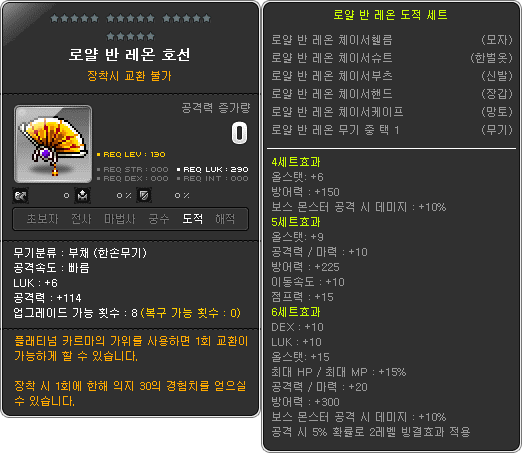 로얄 반 레온 호선
장착시 교환 불가
공격력 증가량
0
REQ LEV : 130
REQ STR : 000
REQ LUK : 290
REQ DEX : 000
REQ INT : 000
0
0 %
0 %
초보자 전사 마법사 궁수 도적 해적
무기분류 : 부채 (한손무기)
공격속도 : 빠름
LUK : +6
공격력 : +114
업그레이드 가능 횟수 : 8 (복구 가능 횟수 : 0)
플래티넘 카르마의 가위를 사용하면 1회 교환이
가능하게 할 수 있습니다.
장착 시 1회에 한해 의지 30의 경험치를 얻으실
수 있습니다.
로얄 반 레온 도적 세트
로얄 반 레온 체이서헬름 (모자)
로얄 반 레온 체이서슈트 (한벌옷)
로얄 반 레온 체이서부츠 (신발)
로얄 반 레온 체이서핸드 (장갑)
로얄 반 레온 체이서케이프 (망토)
로얄 반 레온 무기 중 택 1 (무기)
4세트효과
올스탯: +6
방어력 : +150
보스 몬스터 공격 시 데미지 : +10%
5세트효과
올스탯: +9
공격력 / 마력 : +10
방어력 : +225
이동속도 : +10
점프력 : +15
6세트효과
DEX : +10
LUK : +10
올스탯: +15
최대 HP / 최대 MP : +15%
공격력 / 마력 : +20
방어력 : +300
보스 몬스터 공격 시 데미지 : +10%
공격 시 5% 확률로 2레벨 빙결효과 적용